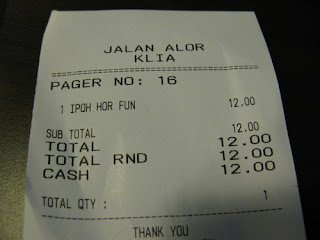 JALAN ALOR
KLIA
PAGER NO: 16
1 IPOH HOR FUN 12.00
SUB TOTAL 12.00
TOTAL 12.00
TOTAL RND 12.00
CASH 12.00
TOTAL QTY : 1
THANK YOU